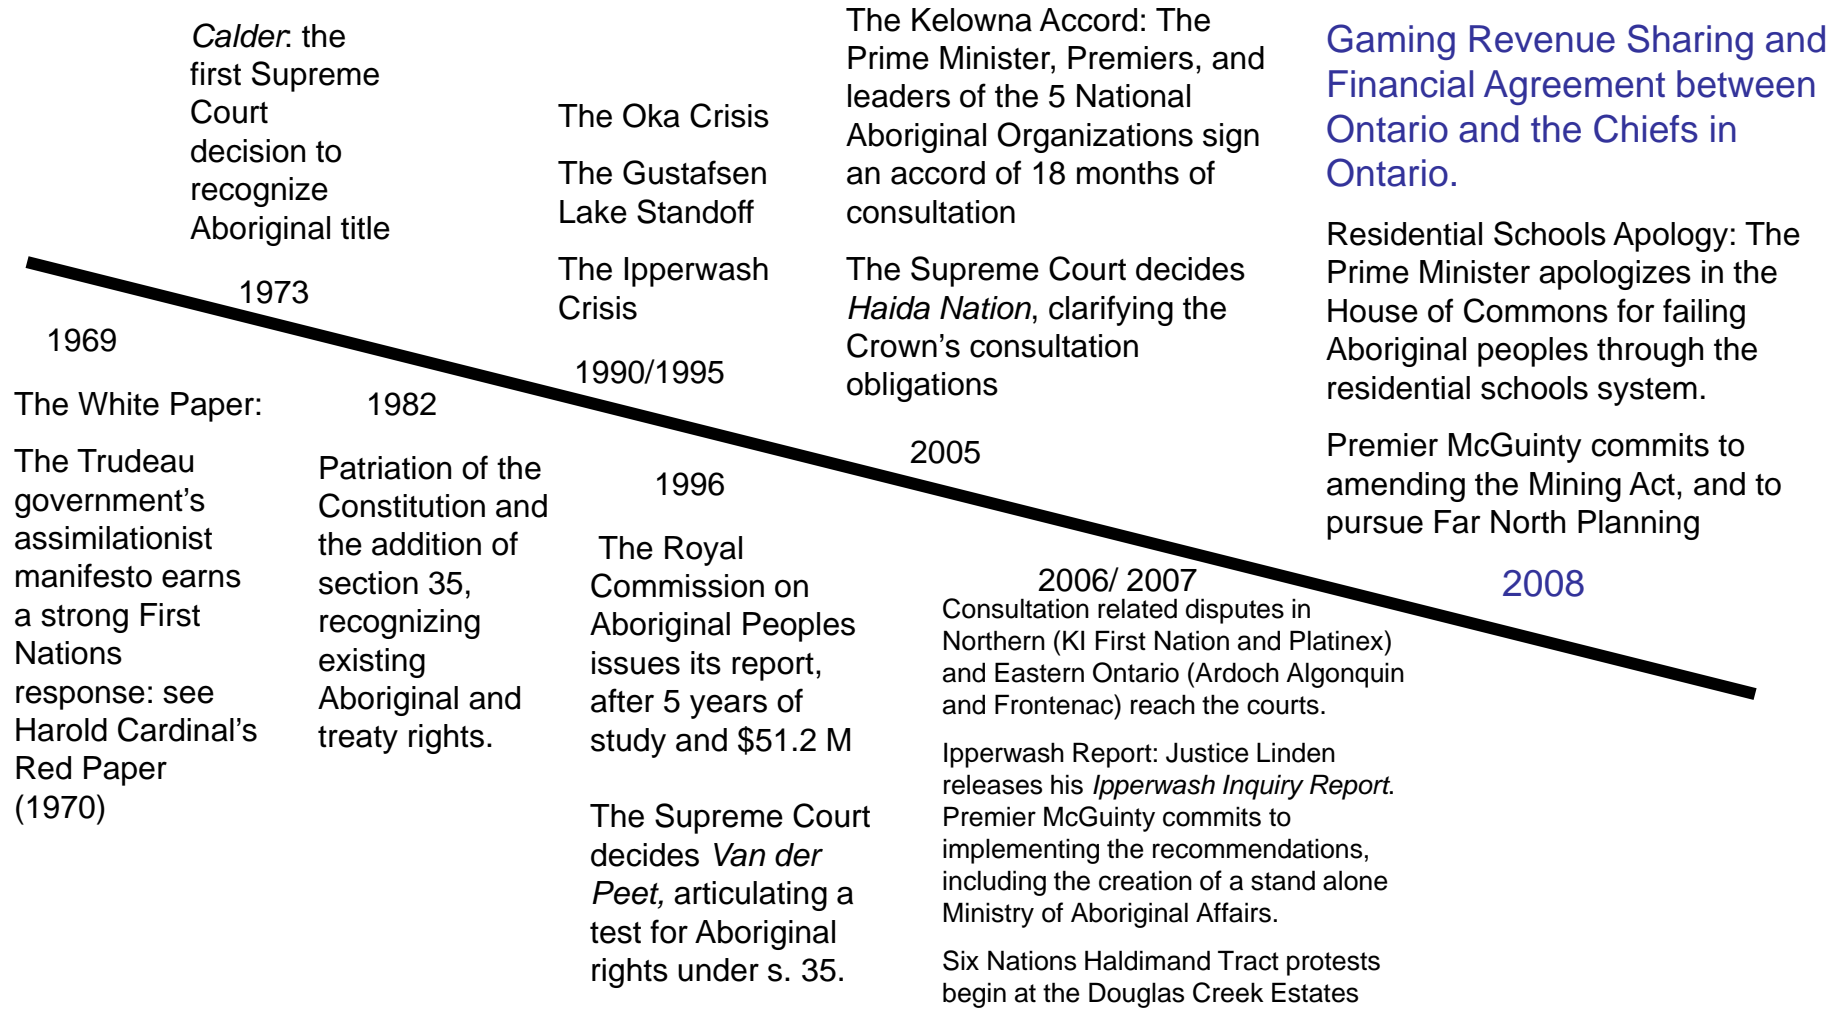 Calder: the
first Supreme
Court
decision to
recognize
Aboriginal title
1973
1969
The White Paper:
The Trudeau
government’s
assimilationist
manifesto earns
a strong First
Nations
response: see
Harold Cardinal’s
Red Paper
(1970)
1982
Patriation of the
Constitution and
the addition of
section 35,
recognizing
existing
Aboriginal and
treaty rights.
The Oka Crisis
The Gustafsen
Lake Standoff
The Ipperwash
Crisis
1990/1995
1996
The Royal
Commission on
Aboriginal Peoples
issues its report,
after 5 years of
study and $51.2 M
The Supreme Court
decides Van der
Peet, articulating a
test for Aboriginal
rights under s. 35.
The Kelowna Accord: The
Prime Minister, Premiers, and
leaders of the 5 National
Aboriginal Organizations sign
an accord of 18 months of
consultation
The Supreme Court decides
Haida Nation, clarifying the
Crown’s consultation
obligations
2005
2006/ 2007
Consultation related disputes in
Northern (KI First Nation and Platinex)
and Eastern Ontario (Ardoch Algonquin
and Frontenac) reach the courts.
Ipperwash Report: Justice Linden
releases his Ipperwash Inquiry Report.
Premier McGuinty commits to
implementing the recommendations,
including the creation of a stand alone
Ministry of Aboriginal Affairs.
Six Nations Haldimand Tract protests
begin at the Douglas Creek Estates
Gaming Revenue Sharing and
Financial Agreement between
Ontario and the Chiefs in
Ontario.
Residential Schools Apology: The
Prime Minister apologizes in the
House of Commons for failing
Aboriginal peoples through the
residential schools system.
Premier McGuinty commits to
amending the Mining Act, and to
pursue Far North Planning
2008